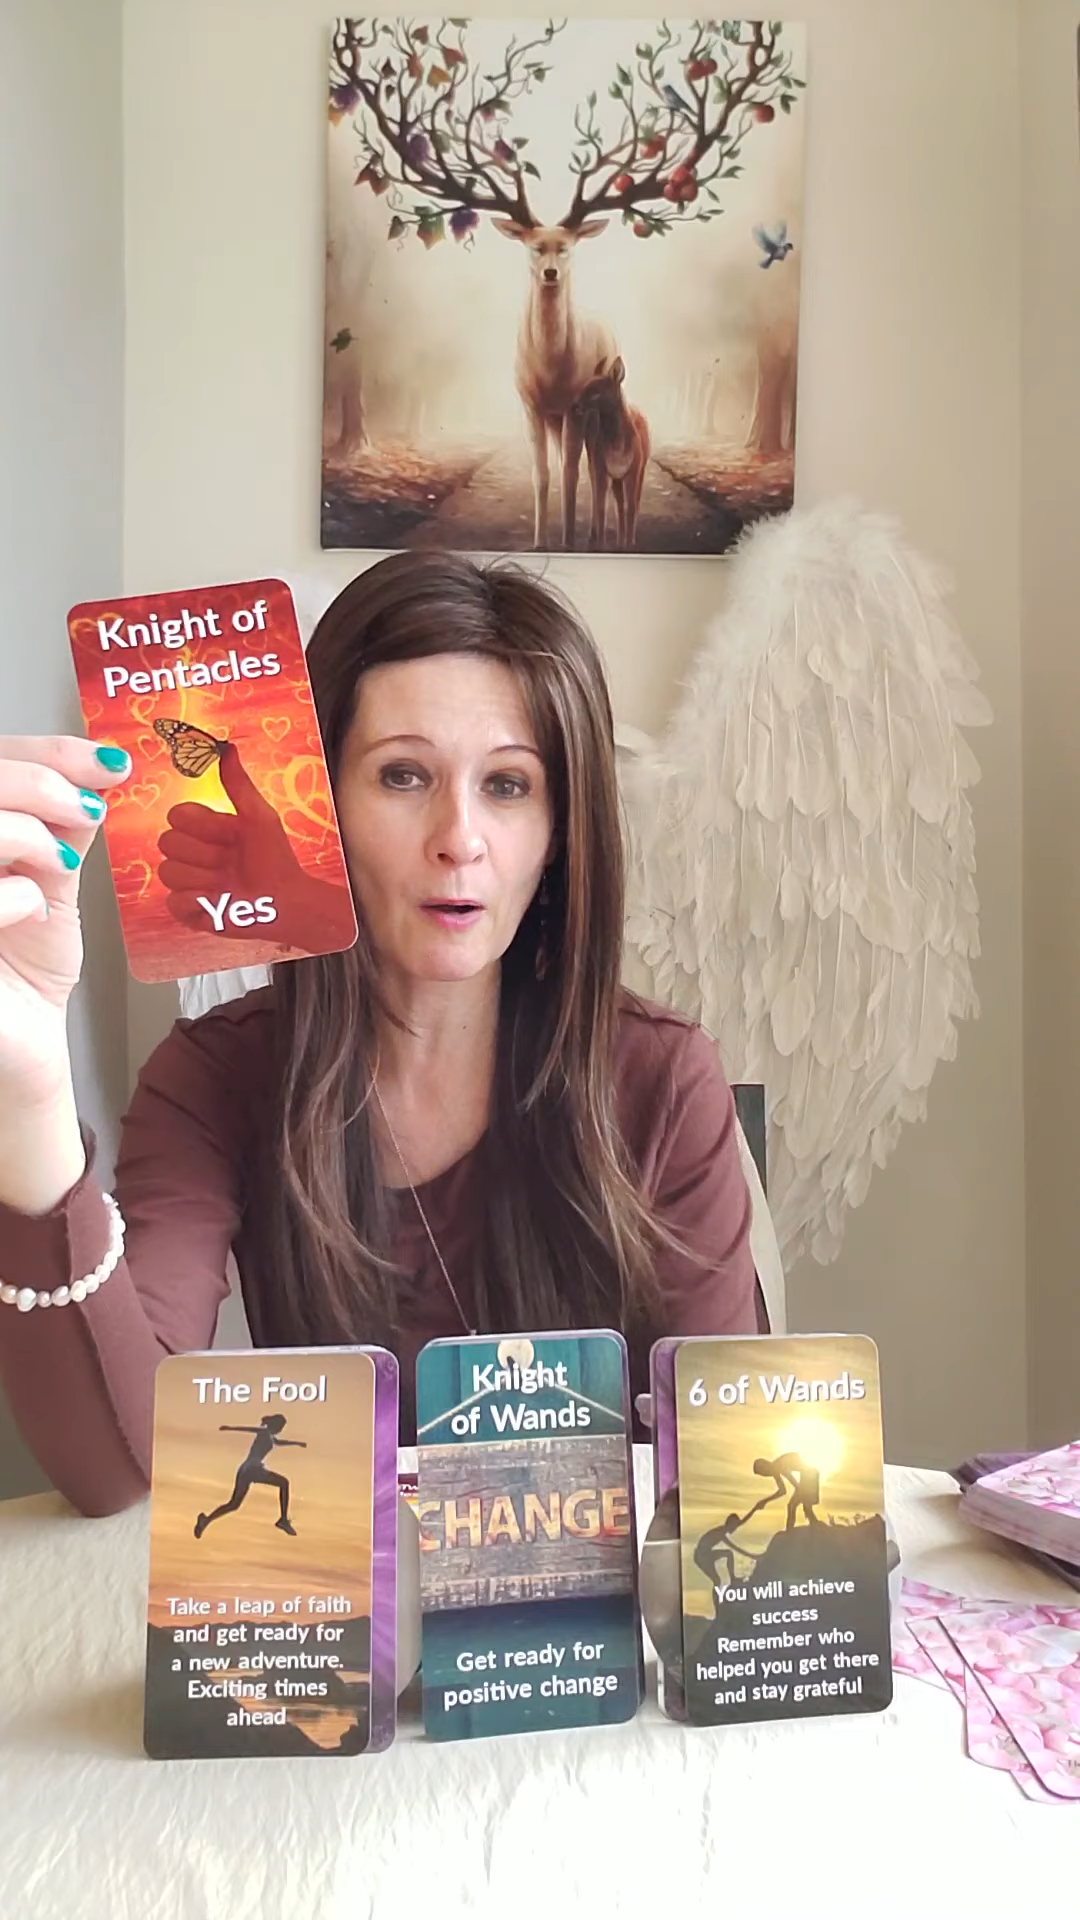 Knight of
Pentacles
Yes
The Fool
Take a leap of faith
and get ready for
a new adventure.
Exciting times
ahead
Knight
of Wands
CHANGE
Get ready for
positive change
6 of Wands
You will achieve
success
Remember who
helped you get there
and stay grateful